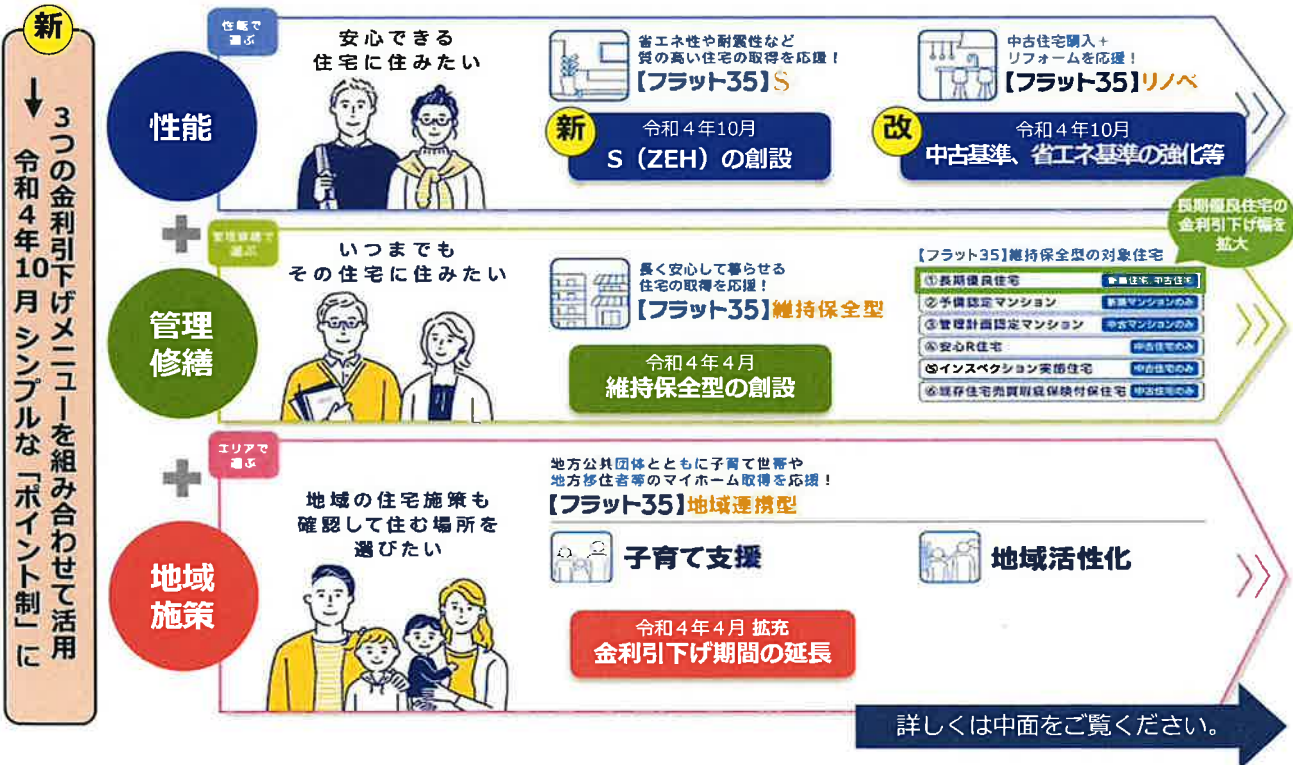 新
3つの金利引下げメニューを組み合わせて活用
→ 令和4年10月 シンプルな「ポイント制」に
性能で
選ぶ
性能
安心できる
住宅に住みたい
省エネ性や耐震性など
質の高い住宅の取得を応援！
【フラット35】S
新
令和4年10月
S（ZEH）の創設
中古住宅購入＋
リフォームを応援！
【フラット35】リノベ
改
令和4年10月
中古基準、省エネ基準の強化等
管理修繕で
選ぶ
管理
修繕
いつまでも
その住宅に住みたい
長く安心して暮らせる
住宅の取得を応援！
【フラット35】維持保全型
令和4年4月
維持保全型の創設
長期優良住宅の
金利引下げ幅を
拡大
【フラット35】維持保全型の対象住宅
①長期優良住宅 新築住宅、中古住宅
②予備認定マンション 新築マンションのみ
③管理計画認定マンション 中古マンションのみ
④安心R住宅 中古住宅のみ
⑤インスペクション実施住宅 中古住宅のみ
⑥既存住宅売買瑕疵保険付保住宅 中古住宅のみ
エリアで
選ぶ
地域
施策
地域の住宅施策も
確認して住む場所を
選びたい
地方公共団体とともに子育て世帯や
地方移住者等のマイホーム取得を応援！
【フラット35】地域連携型
子育て支援
地域活性化
令和4年4月 拡充
金利引下げ期間の延長
詳しくは中面をご覧ください。